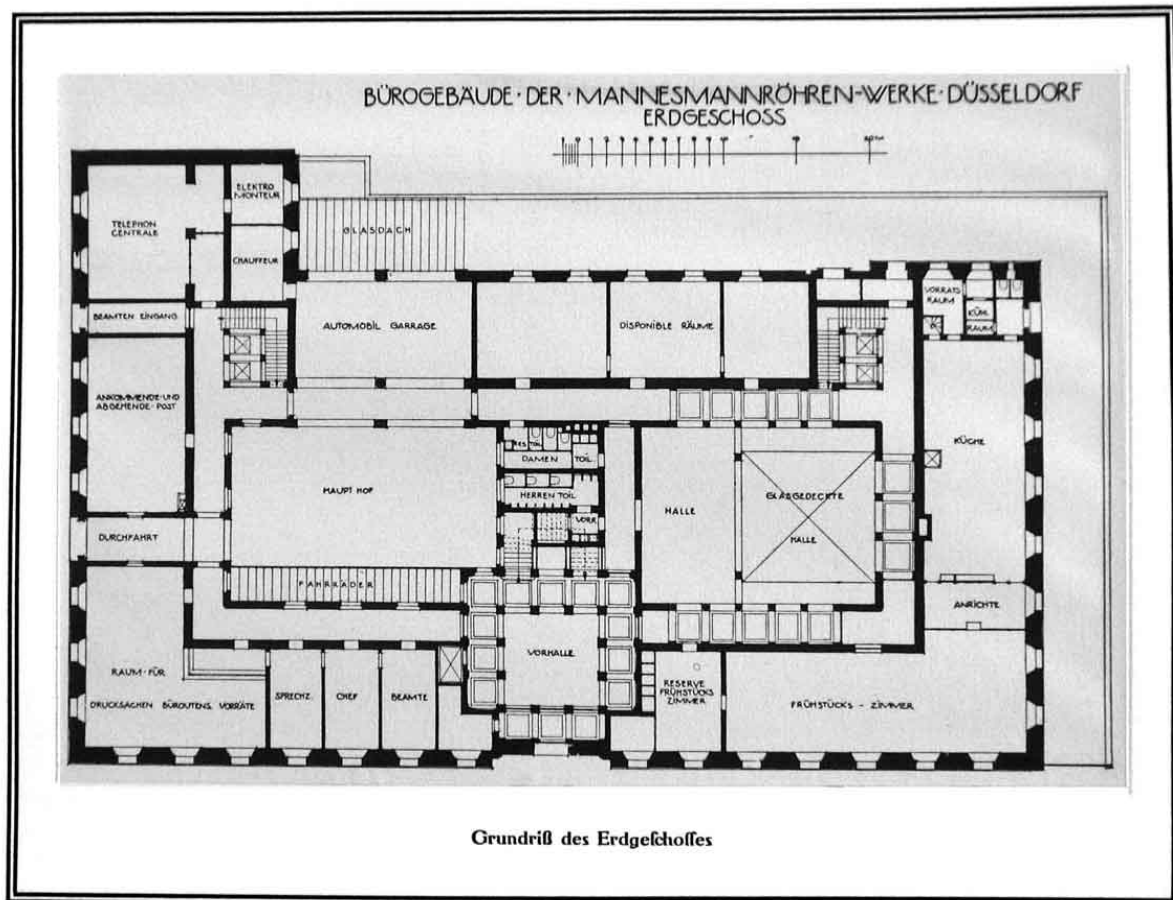 BÜROGEBÄUDE · DER · MANNESMANNRÖHREN-WERKE · DÜSSELDORF
ERDGESCHOSS
ELEKTRO
MONTEUR
TELEPHON
CENTRALE
GLASDACH
CHAUFFEUR
VORRATS
RAUM
KÜHL
RAUM
BEAMTEN EINGANG
AUTOMOBIL GARRAGE
DISPONIBLE RÄUME
ANKOMMENDE · UND
ABGEHENDE · POST
KÜCHE
DAMEN TOIL
HAUPT HOF
HERREN TOIL
GLASGEDECKTE
HALLE
HALLE
VORR.
DURCHFAHRT
FAHRRÄDER
ANRICHTE
VORHALLE
RAUM · FÜR
DRUCKSACHEN BÜROUTENS. VORRÄTE
SPRECHZ.
CHEF
BEAMTE
RESERVE
FRÜHSTÜCKS
ZIMMER
FRÜHSTÜCKS - ZIMMER
Grundriß des Erdgeſchoſſes